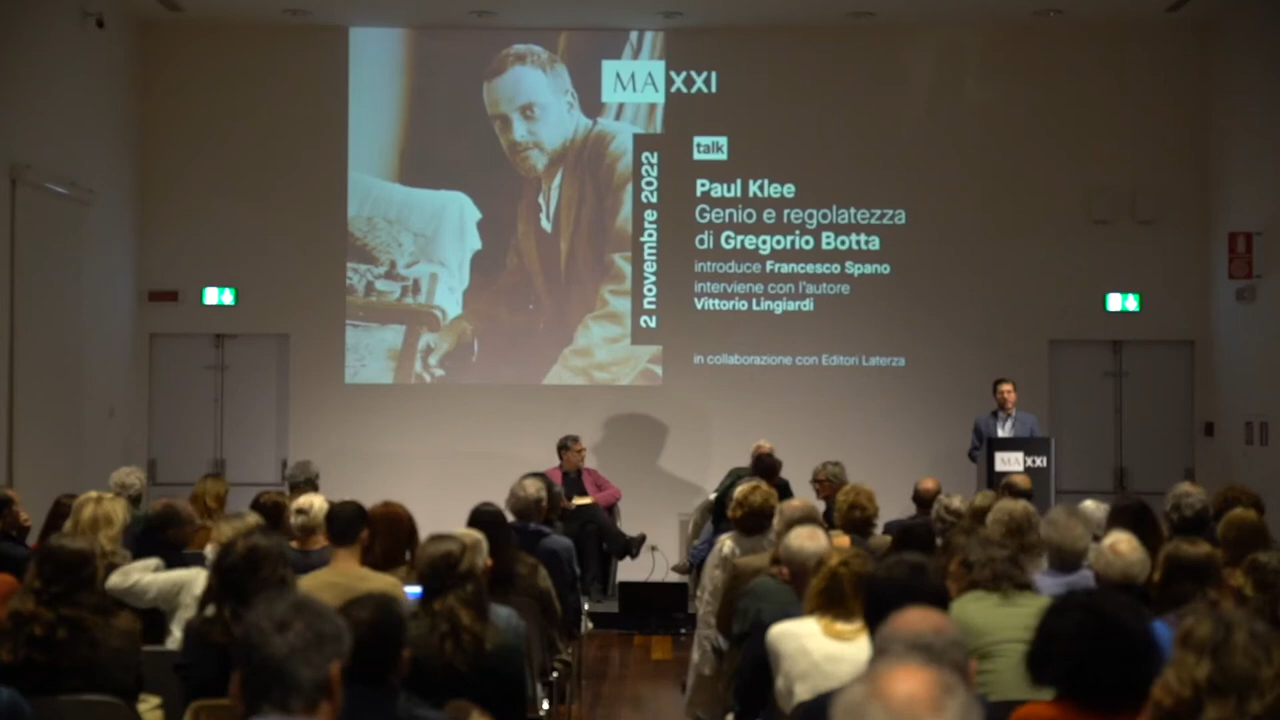 MAXXI
talk
2 novembre 2022
Paul Klee
Genio e regolatezza
di Gregorio Botta
introduce Francesco Spano
interviene con l'autore
Vittorio Lingiardi
in collaborazione con Editori Laterza
MAXXI